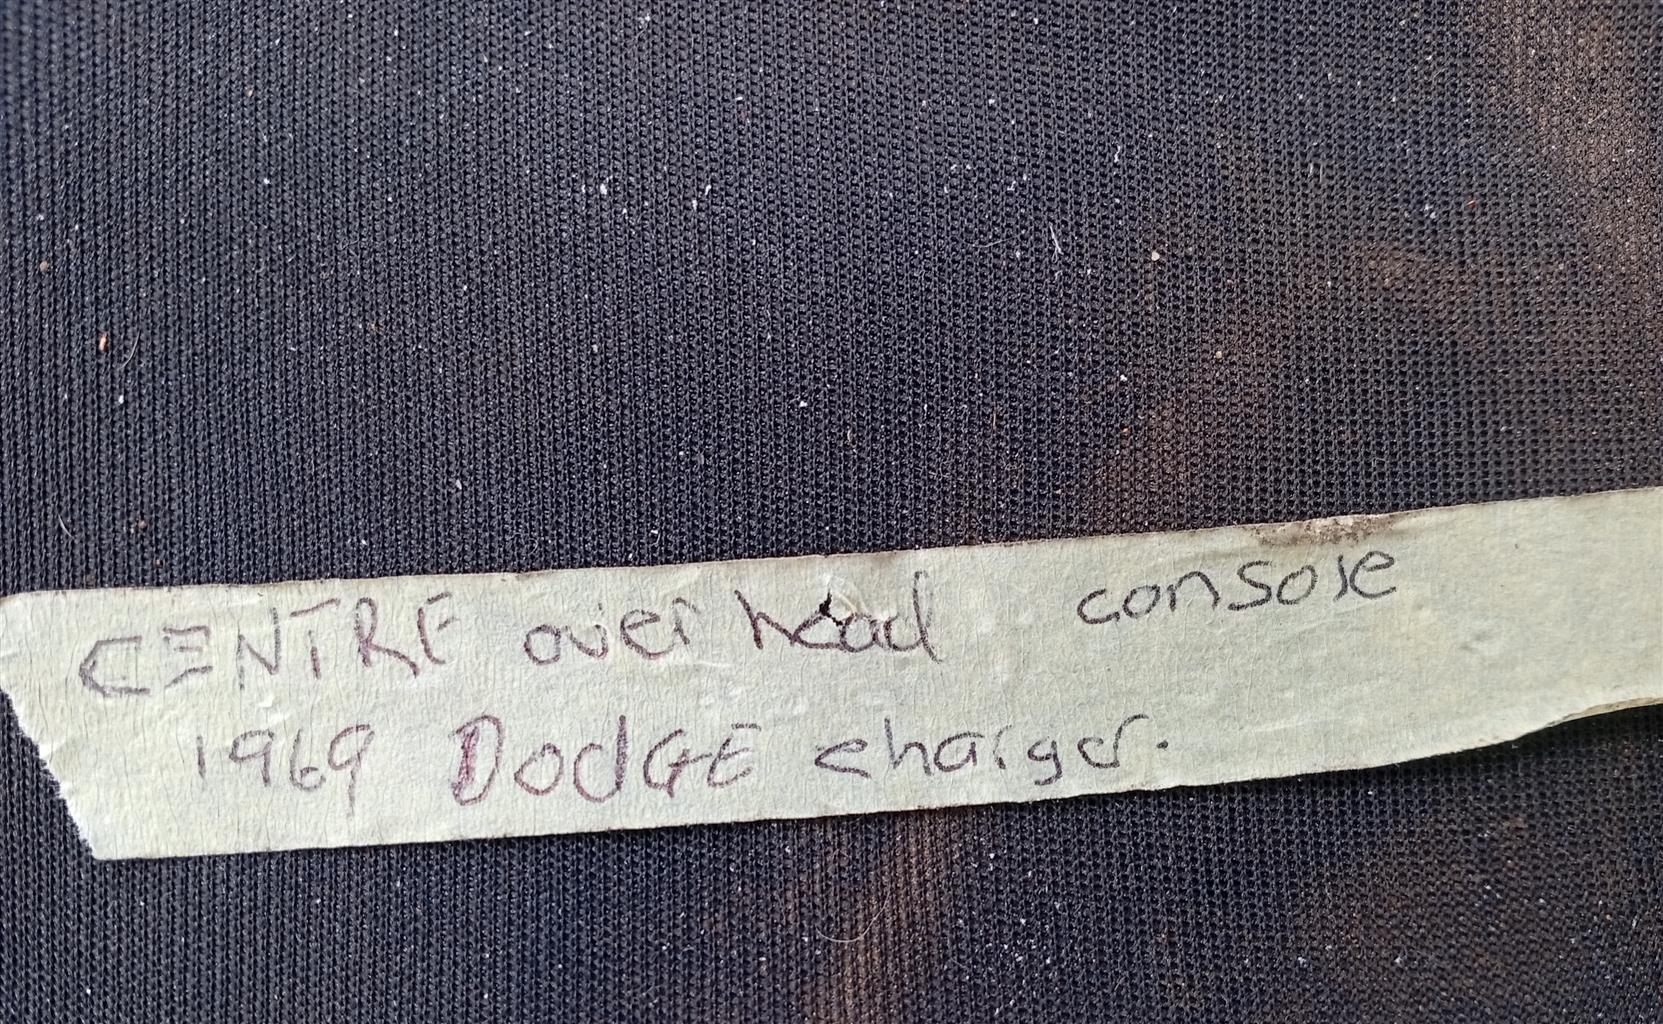 CENTRE over head console
1969 DodGE charger.